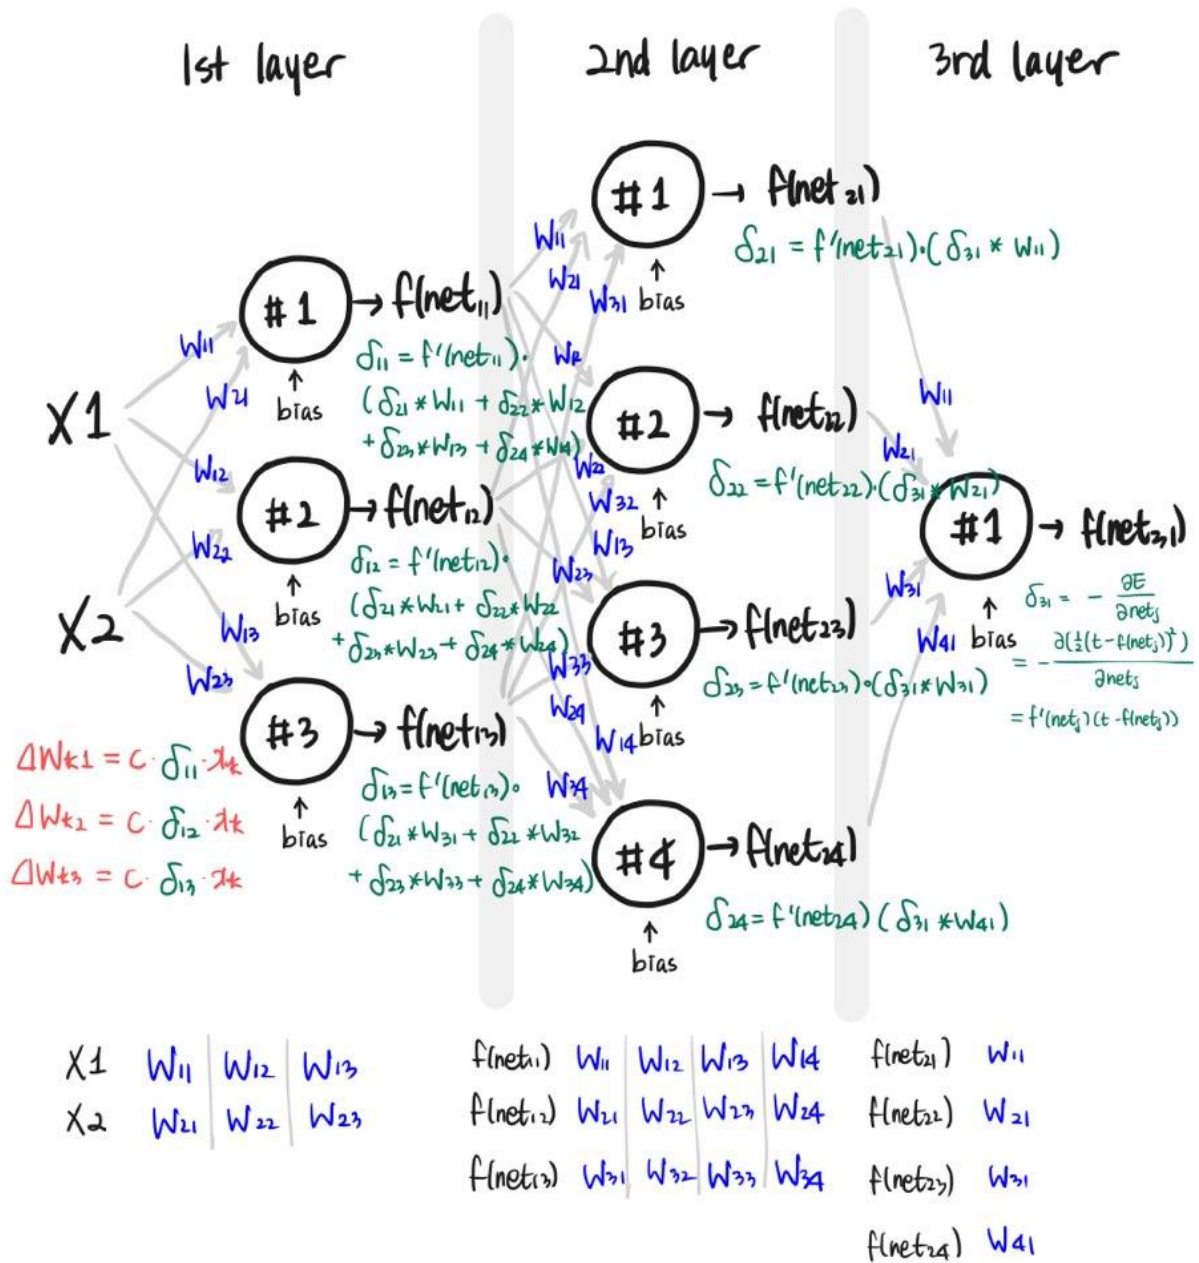 1st layer
2nd layer
3rd layer
X1
X2
W11
W21
W12
W22
W13
W23
#1 → f(net11)
↑
bias
δ11 = f'(net11)·
(δ21*W11 + δ22*W12
+ δ23*W13 + δ24*W14)
#2 → f(net12)
↑
bias
δ12 = f'(net12)·
(δ21*W21 + δ22*W22
+ δ23*W23 + δ24*W24)
#3 → f(net13)
↑
bias
δ13 = f'(net13)·
(δ21*W31 + δ22*W32
+ δ23*W33 + δ24*W34)
ΔWk1 = C · δ11 · xk
ΔWk2 = C · δ12 · xk
ΔWk3 = C · δ13 · xk
W11
W21
W31
W12
W22
W32
W13
W23
W33
W24
W14
W34
#1 → f(net21)
↑
bias
δ21 = f'(net21)·(δ31 * W11)
#2 → f(net22)
↑
bias
δ22 = f'(net22)·(δ31 * W21)
#3 → f(net23)
↑
bias
δ23 = f'(net23)·(δ31*W31)
#4 → f(net24)
↑
bias
δ24 = f'(net24)(δ31*W41)
W11
W21
W31
W41
#1 → f(net31)
↑
bias
δ31 = - ∂E/∂netj
= - ∂(½(t-f(netj))²)/∂netj
= f'(netj)(t-f(netj))
X1 W11 W12 W13
X2 W21 W22 W23
f(net11) W11 W12 W13 W14
f(net12) W21 W22 W23 W24
f(net13) W31 W32 W33 W34
f(net21) W11
f(net22) W21
f(net23) W31
f(net24) W41